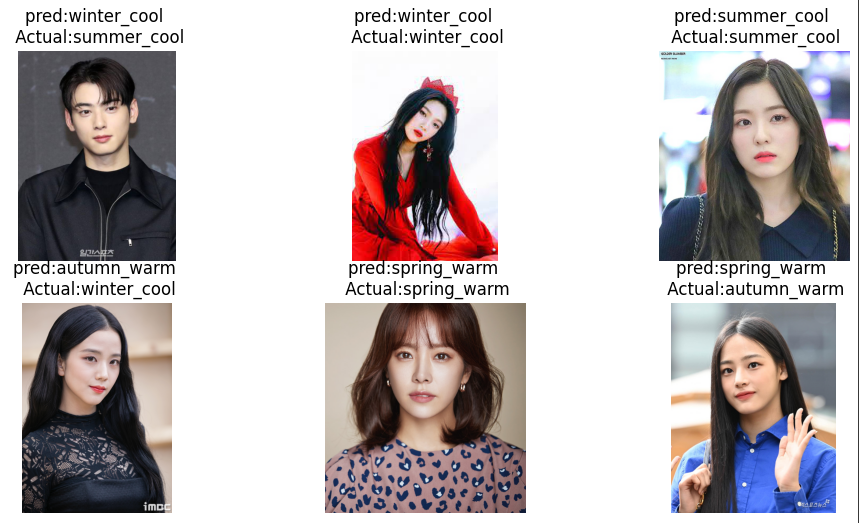 pred:winter_cool
Actual:summer_cool
pred:winter_cool
Actual:winter_cool
pred:summer_cool
Actual:summer_cool
pred:autumn_warm
Actual:winter_cool
pred:spring_warm
Actual:spring_warm
pred:spring_warm
Actual:autumn_warm
iMBC